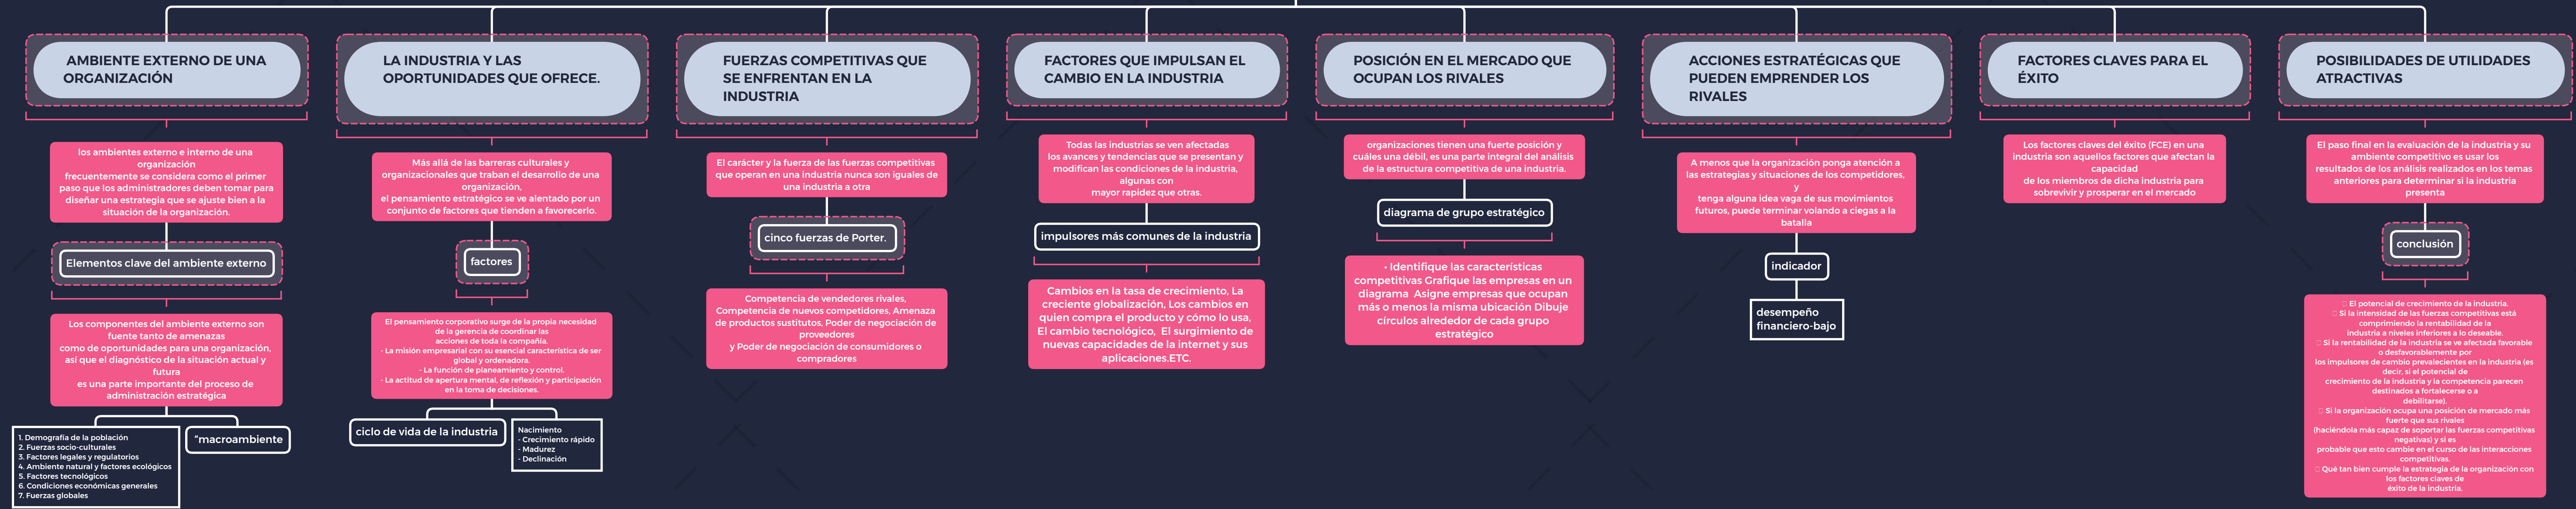 AMBIENTE EXTERNO DE UNA
ORGANIZACIÓN
los ambientes externo e interno de una
organización
frecuentemente se considera como el primer
paso que los administradores deben tomar para
diseñar una estrategia que se ajuste bien a la
situación de la organización.
Elementos clave del ambiente externo
Los componentes del ambiente externo son
fuente tanto de amenazas
como de oportunidades para una organización,
así que el diagnóstico de la situación actual y
futura
es una parte importante del proceso de
administración estratégica
1. Demografía de la población
2. Fuerzas socio-culturales
3. Factores legales y regulatorios
4. Ambiente natural y factores ecológicos
5. Factores tecnológicos
6. Condiciones económicas generales
7. Fuerzas globales
“macroambiente
LA INDUSTRIA Y LAS
OPORTUNIDADES QUE OFRECE.
Más allá de las barreras culturales y
organizacionales que traban el desarrollo de una
organización,
el pensamiento estratégico se ve alentado por un
conjunto de factores que tienden a favorecerlo.
factores
El pensamiento corporativo surge de la propia necesidad
de la gerencia de coordinar las
acciones de toda la compañía.
- La misión empresarial con su esencial característica de ser
global y ordenadora.
- La función de planeamiento y control.
- La actitud de apertura mental, de reflexión y participación
en la toma de decisiones.
ciclo de vida de la industria
Nacimiento
- Crecimiento rápido
- Madurez
- Declinación
FUERZAS COMPETITIVAS QUE
SE ENFRENTAN EN LA
INDUSTRIA
El carácter y la fuerza de las fuerzas competitivas
que operan en una industria nunca son iguales de
una industria a otra
cinco fuerzas de Porter.
Competencia de vendedores rivales,
Competencia de nuevos competidores, Amenaza
de productos sustitutos, Poder de negociación de
proveedores
y Poder de negociación de consumidores o
compradores
FACTORES QUE IMPULSAN EL
CAMBIO EN LA INDUSTRIA
Todas las industrias se ven afectadas
los avances y tendencias que se presentan y
modifican las condiciones de la industria,
algunas con
mayor rapidez que otras.
impulsores más comunes de la industria
Cambios en la tasa de crecimiento, La
creciente globalización, Los cambios en
quien compra el producto y cómo lo usa,
El cambio tecnológico, El surgimiento de
nuevas capacidades de la internet y sus
aplicaciones.ETC.
POSICIÓN EN EL MERCADO QUE
OCUPAN LOS RIVALES
organizaciones tienen una fuerte posición y
cuáles una débil, es una parte integral del análisis
de la estructura competitiva de una industria.
diagrama de grupo estratégico
- Identifique las características
competitivas Grafique las empresas en un
diagrama Asigne empresas que ocupan
más o menos la misma ubicación Dibuje
círculos alrededor de cada grupo
estratégico
ACCIONES ESTRATÉGICAS QUE
PUEDEN EMPRENDER LOS
RIVALES
A menos que la organización ponga atención a
las estrategias y situaciones de los competidores,
y
tenga alguna idea vaga de sus movimientos
futuros, puede terminar volando a ciegas a la
batalla
indicador
desempeño
financiero-bajo
FACTORES CLAVES PARA EL
ÉXITO
Los factores claves del éxito (FCE) en una
industria son aquellos factores que afectan la
capacidad
de los miembros de dicha industria para
sobrevivir y prosperar en el mercado
POSIBILIDADES DE UTILIDADES
ATRACTIVAS
El paso final en la evaluación de la industria y su
ambiente competitivo es usar los
resultados de los análisis realizados en los temas
anteriores para determinar si la industria
presenta
conclusión
El potencial de crecimiento de la industria.
Si la intensidad de las fuerzas competitivas está
comprimiendo la rentabilidad de la
industria a niveles inferiores a lo deseable.
Si la rentabilidad de la industria se ve afectada favorable
o desfavorablemente por
los impulsores de cambio prevalecientes en la industria (es
decir, si el potencial de
crecimiento de la industria y la competencia parecen
destinados a fortalecerse o a
debilitarse).
Si la organización ocupa una posición de mercado más
fuerte que sus rivales
(haciéndola más capaz de soportar las fuerzas competitivas
negativas) y si es
probable que esto cambie en el curso de las interacciones
competitivas.
Qué tan bien cumple la estrategia de la organización con
los factores claves de
éxito de la industria.